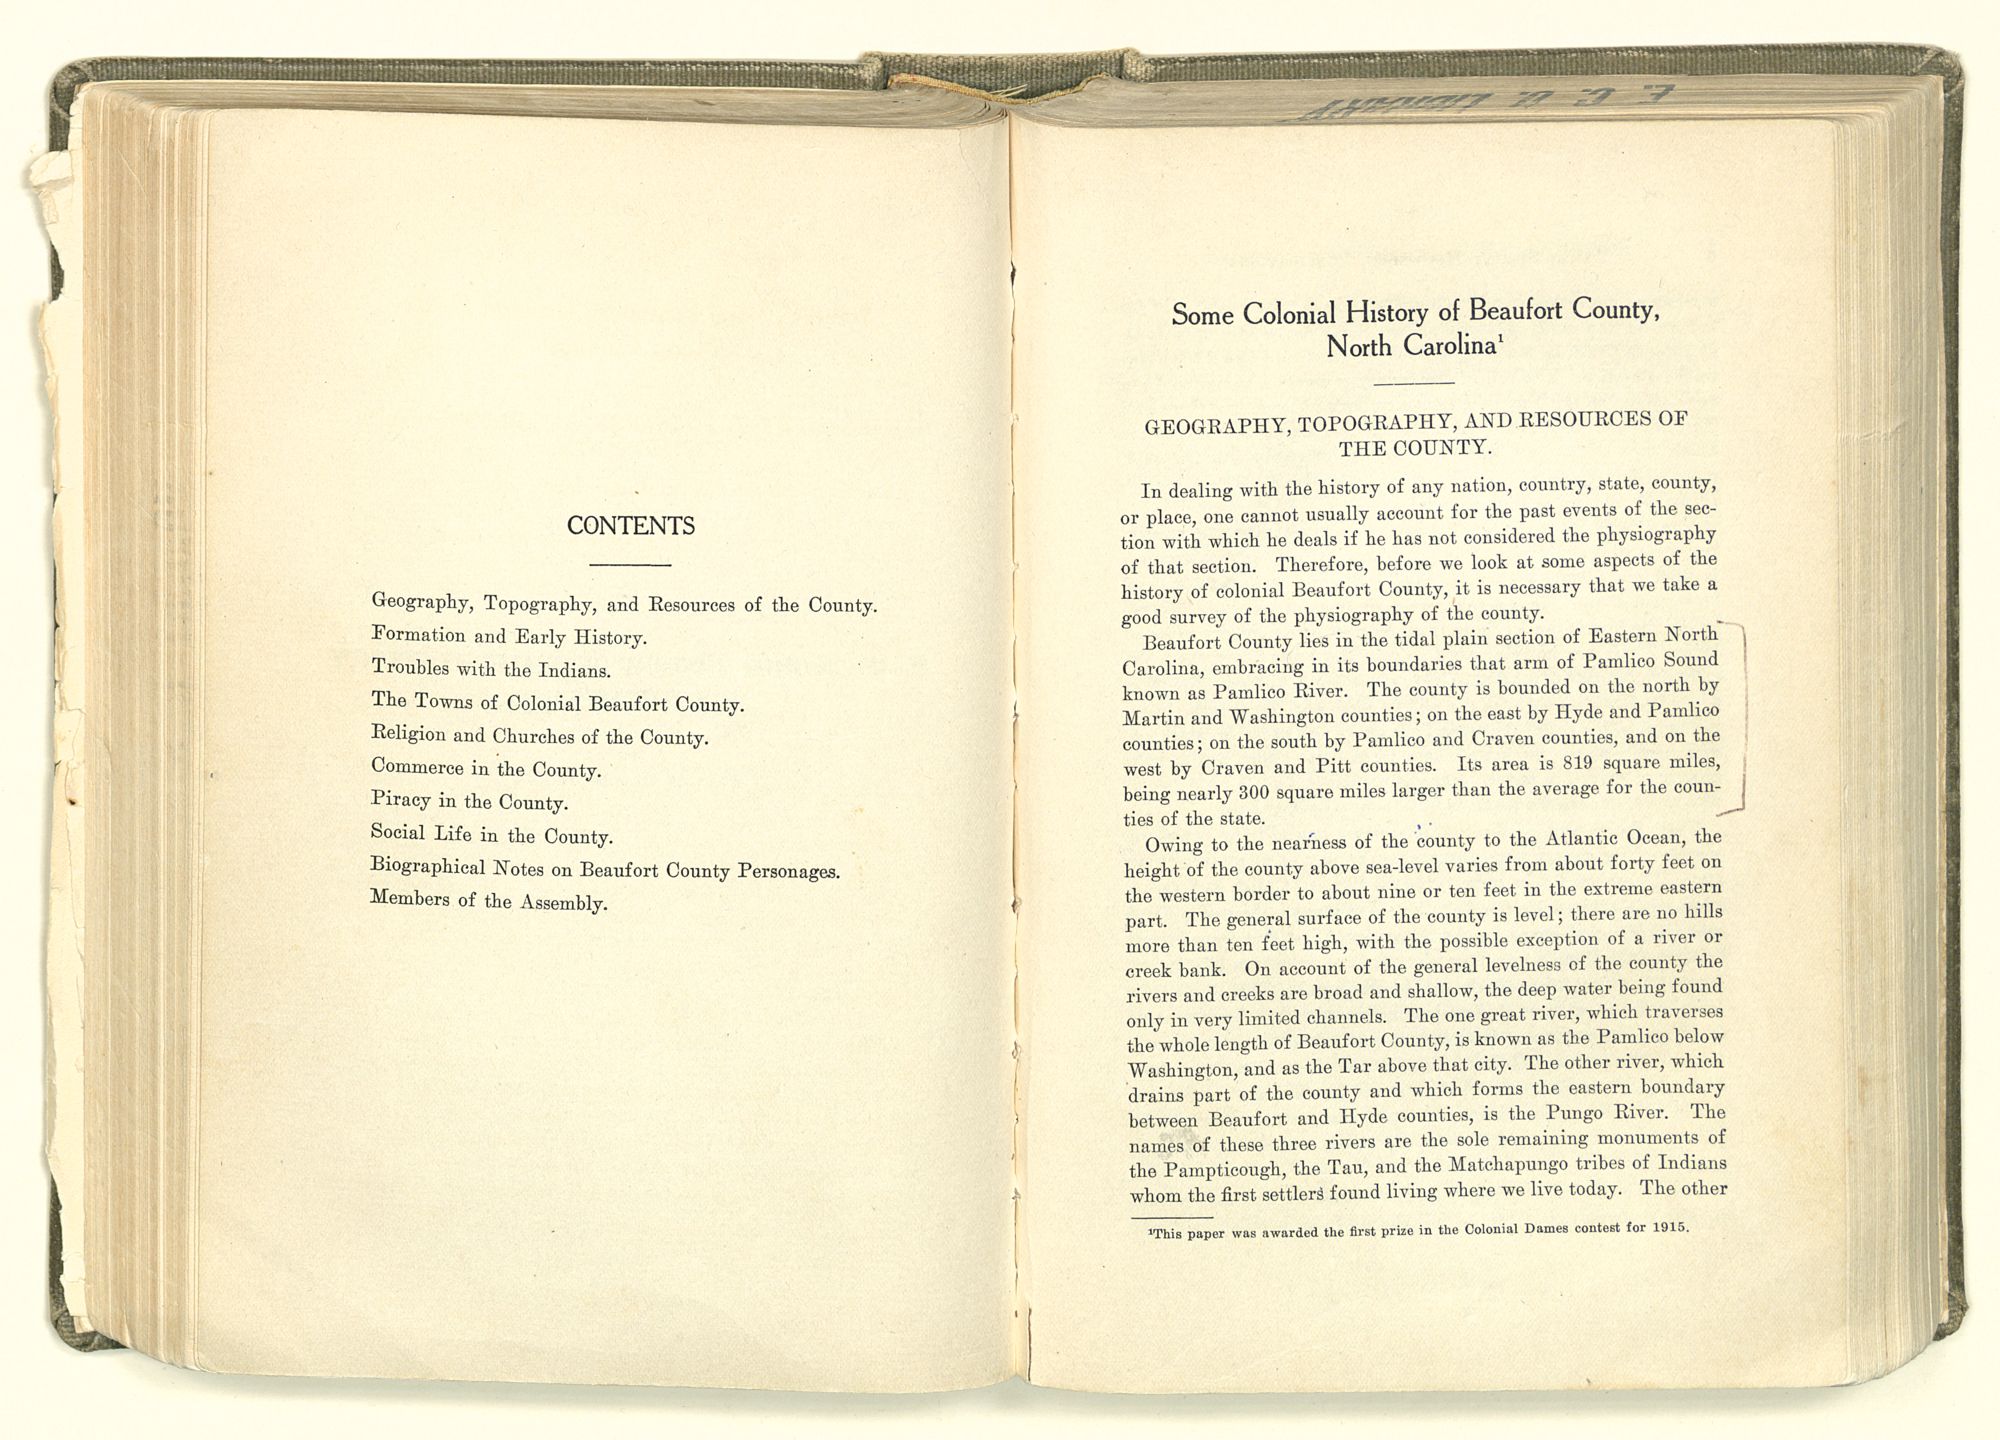 E. C. U. LIBRARY
CONTENTS
Geography, Topography, and Resources of the County.
Formation and Early History.
Troubles with the Indians.
The Towns of Colonial Beaufort County.
Religion and Churches of the County.
Commerce in the County.
Piracy in the County.
Social Life in the County.
Biographical Notes on Beaufort County Personages.
Members of the Assembly.
Some Colonial History of Beaufort County,
North Carolina¹
GEOGRAPHY, TOPOGRAPHY, AND RESOURCES OF
THE COUNTY.
In dealing with the history of any nation, country, state, county,
or place, one cannot usually account for the past events of the sec-
tion with which he deals if he has not considered the physiography
of that section. Therefore, before we look at some aspects of the
history of colonial Beaufort County, it is necessary that we take a
good survey of the physiography of the county.
Beaufort County lies in the tidal plain section of Eastern North
Carolina, embracing in its boundaries that arm of Pamlico Sound
known as Pamlico River. The county is bounded on the north by
Martin and Washington counties; on the east by Hyde and Pamlico
counties; on the south by Pamlico and Craven counties, and on the
west by Craven and Pitt counties. Its area is 819 square miles,
being nearly 300 square miles larger than the average for the coun-
ties of the state.
Owing to the nearness of the county to the Atlantic Ocean, the
height of the county above sea-level varies from about forty feet on
the western border to about nine or ten feet in the extreme eastern
part. The general surface of the county is level; there are no hills
more than ten feet high, with the possible exception of a river or
creek bank. On account of the general levelness of the county the
rivers and creeks are broad and shallow, the deep water being found
only in very limited channels. The one great river, which traverses
the whole length of Beaufort County, is known as the Pamlico below
Washington, and as the Tar above that city. The other river, which
drains part of the county and which forms the eastern boundary
between Beaufort and Hyde counties, is the Pungo River. The
names of these three rivers are the sole remaining monuments of
the Pampticough, the Tau, and the Matchapungo tribes of Indians
whom the first settlers found living where we live today. The other
¹This paper was awarded the first prize in the Colonial Dames contest for 1915.